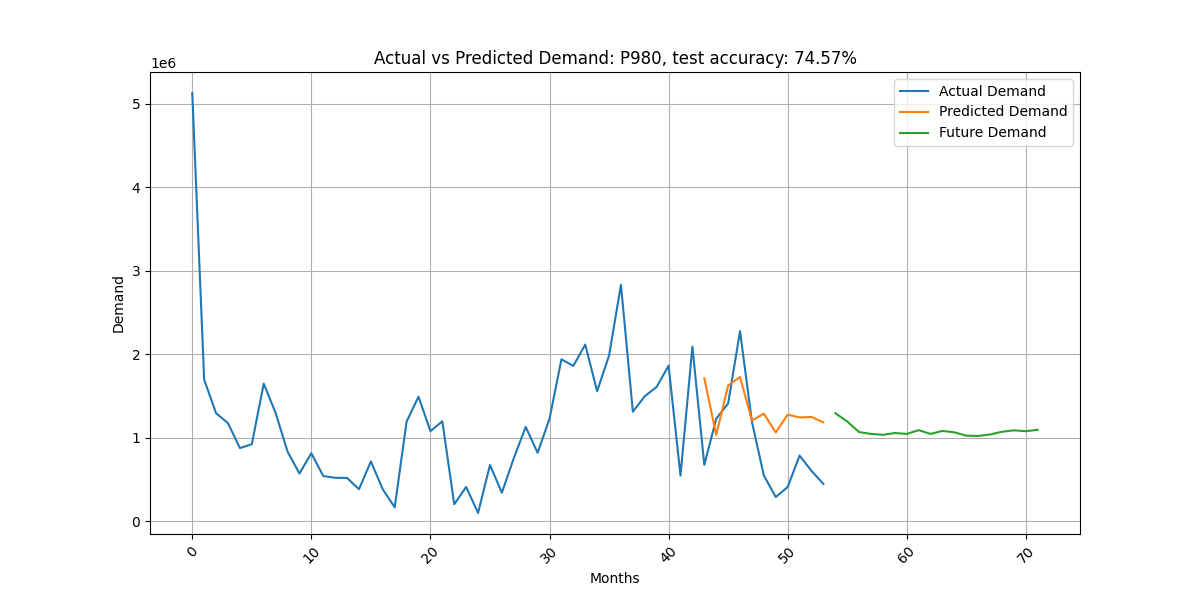 Actual vs Predicted Demand: P980, test accuracy: 74.57%
1e6
5
4
3
2
1
0
Demand
Actual Demand
Predicted Demand
Future Demand
0
10
20
30
40
50
60
70
Months